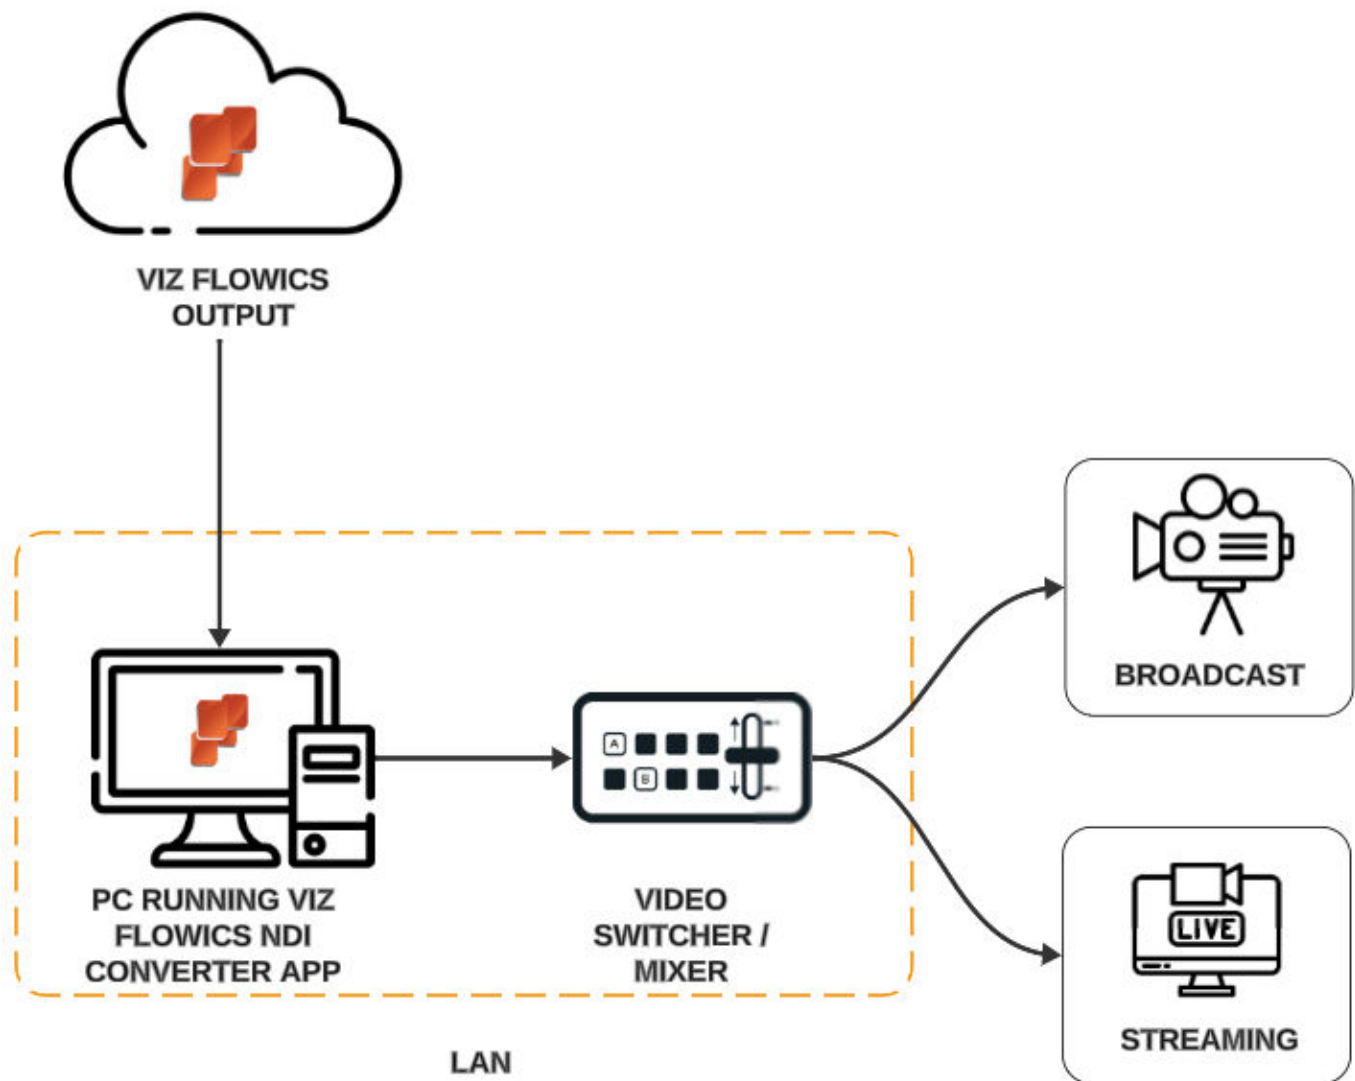 VIZ FLOWICS
OUTPUT
PC RUNNING VIZ
FLOWICS NDI
CONVERTER APP
A
B
VIDEO
SWITCHER /
MIXER
BROADCAST
LIVE
STREAMING
LAN